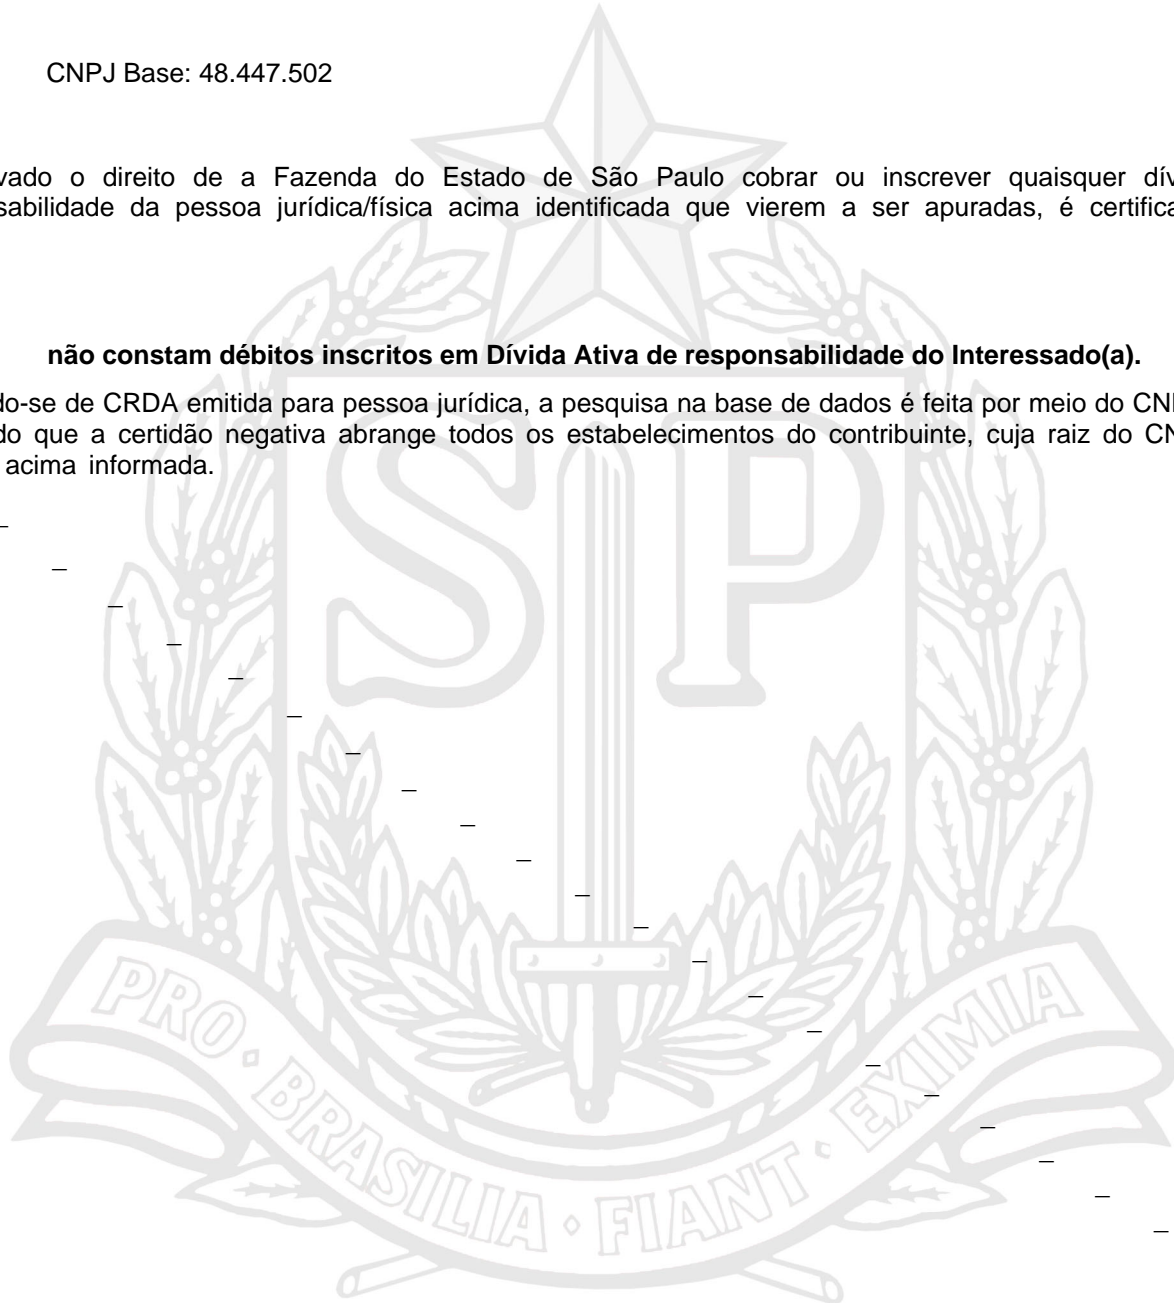 CNPJ Base: 48.447.502
vado o direito de a Fazenda do Estado de São Paulo cobrar ou inscrever quaisquer dív
sabilidade da pessoa jurídica/física acima identificada que vierem a ser apuradas, é certifica
não constam débitos inscritos em Dívida Ativa de responsabilidade do Interessado(a).
do-se de CRDA emitida para pessoa jurídica, a pesquisa na base de dados é feita por meio do CN
do que a certidão negativa abrange todos os estabelecimentos do contribuinte, cuja raiz do CN
acima informada.
SP
PRO • BRASILIA • FIANT • EXIMIA